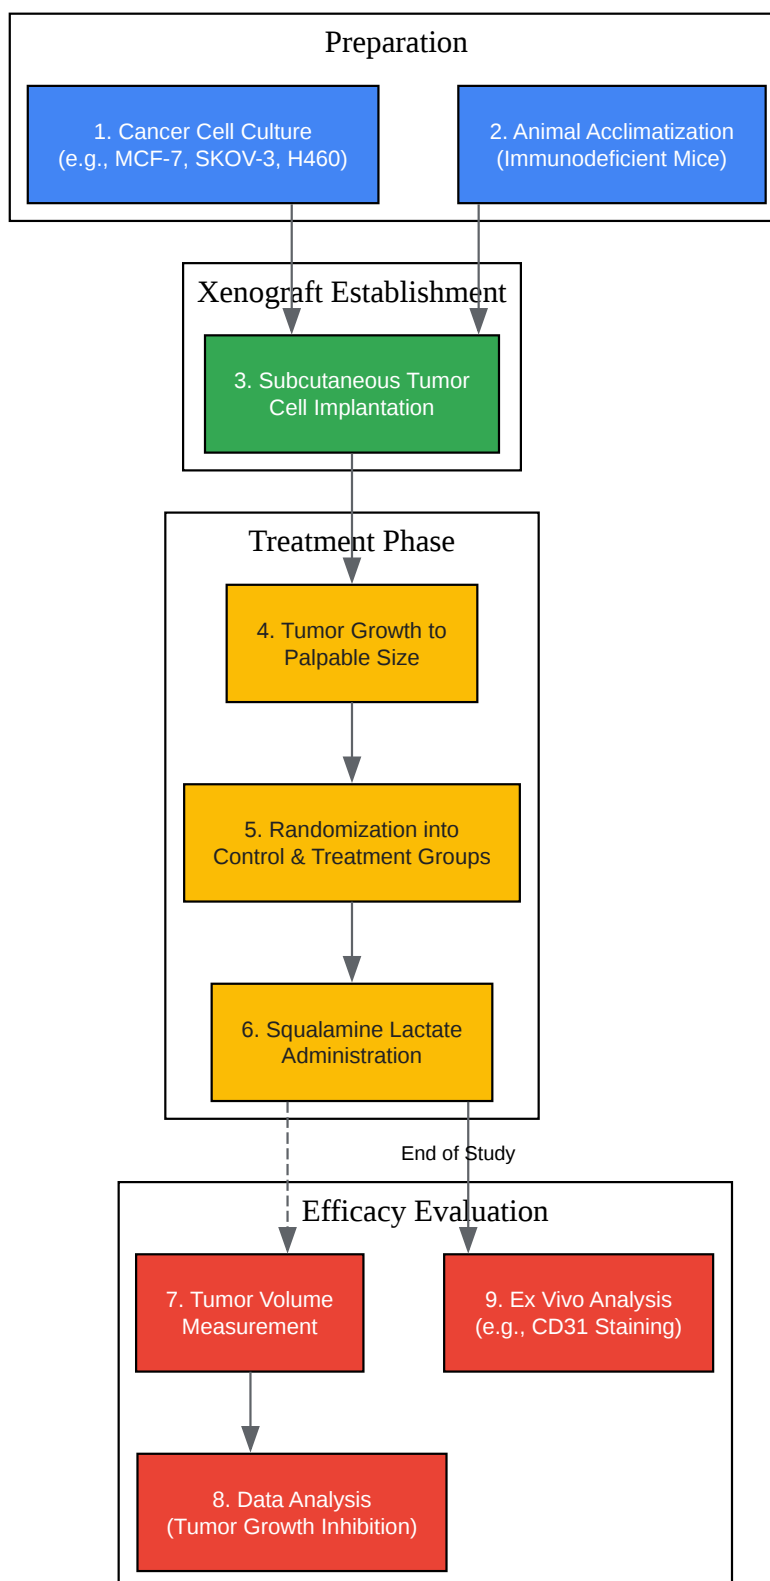 Preparation
1. Cancer Cell Culture
(e.g., MCF-7, SKOV-3, H460)
2. Animal Acclimatization
(Immunodeficient Mice)
Xenograft Establishment
3. Subcutaneous Tumor
Cell Implantation
Treatment Phase
4. Tumor Growth to
Palpable Size
5. Randomization into
Control & Treatment Groups
6. Squalamine Lactate
Administration
End of Study
Efficacy Evaluation
7. Tumor Volume
Measurement
9. Ex Vivo Analysis
(e.g., CD31 Staining)
8. Data Analysis
(Tumor Growth Inhibition)